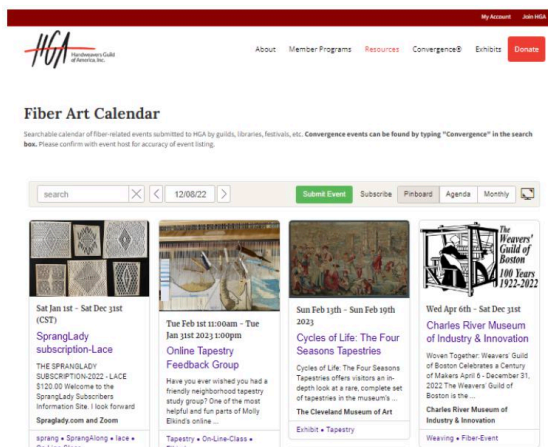 My Account Join HGA
HGA
Handweavers Guild
of America, Inc.
About Member Programs Resources Convergence® Exhibits Donate
Fiber Art Calendar
Searchable calendar of fiber-related events submitted to HGA by guilds, libraries, festivals, etc. Convergence events can be found by typing "Convergence" in the search
box. Please confirm with event host for accuracy of event listing.
search 12/08/22 Submit Event Subscribe Pinboard Agenda Monthly
Sat Jan 1st - Sat Dec 31st
(CST)
SprangLady
subscription-Lace
THE SPRANGLADY
SUBSCRIPTION-2022 - LACE
$120.00 Welcome to the
SprangLady Subscribers
Information Site. I look forward
Spraglady.com and Zoom
sprang • SprangAlong • lace •
Tue Feb 1st 11:00am - Tue
Jan 31st 2023 1:00pm
Online Tapestry
Feedback Group
Have you ever wished you had a
friendly neighborhood tapestry
study group? One of the most
helpful and fun parts of Molly
Elkind's online ...
Tapestry • On-Line-Class •
Sun Feb 13th - Sun Feb 19th
2023
Cycles of Life: The Four
Seasons Tapestries
Cycles of Life: The Four Seasons
Tapestries offers visitors an in-
depth look at a rare, complete set
of tapestries in the museum's ...
The Cleveland Museum of Art
Exhibit • Tapestry
The
Weavers'
Guild of
Boston
100 Years
1922-2022
Wed Apr 6th - Sat Dec 31st
Charles River Museum
of Industry & Innovation
Woven Together: Weavers' Guild
of Boston Celebrates a Century
of Makers April 6 - December 31,
2022 The Weavers' Guild of
Boston is the ...
Charles River Museum of
Industry & Innovation
Weaving • Fiber-Event